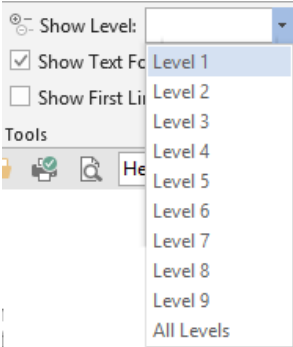 Show Level:
Show Text Fo
Level 1
Show First Li
Level 2
Level 3
Tools
Level 4
He
Level 5
Level 6
Level 7
Level 8
Level 9
All Levels